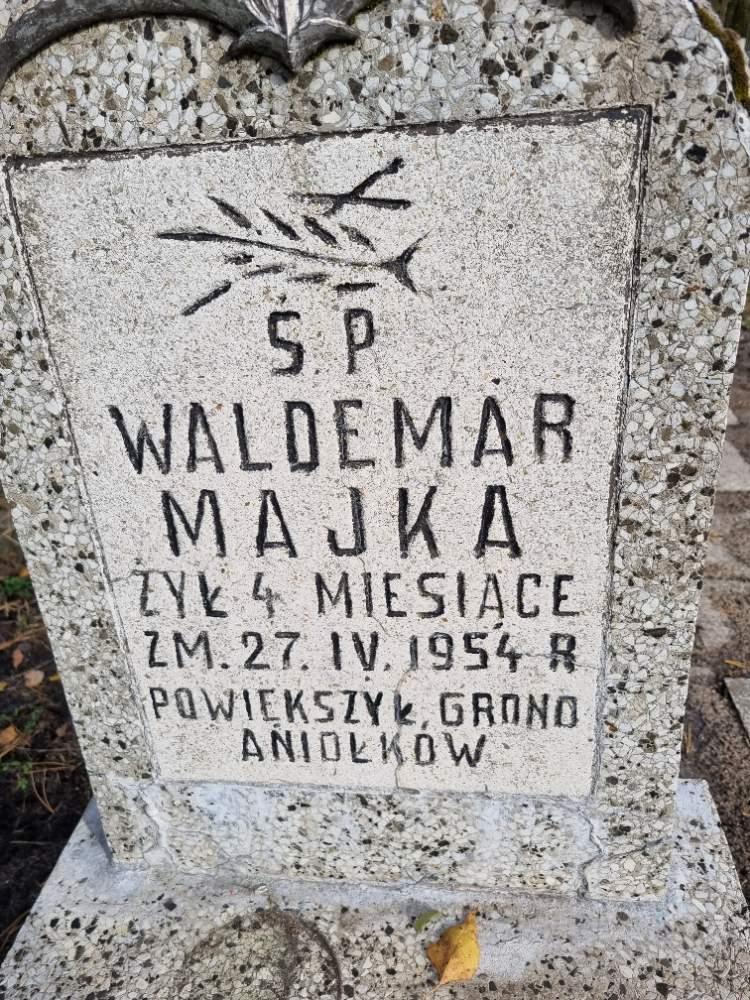 Ś.P
WALDEMAR
MAJKA
ŻYŁ 4 MIESIĄCE
ZM. 27. IV. 1954 R
POWIĘKSZYŁ GRONO
ANIOŁKÓW